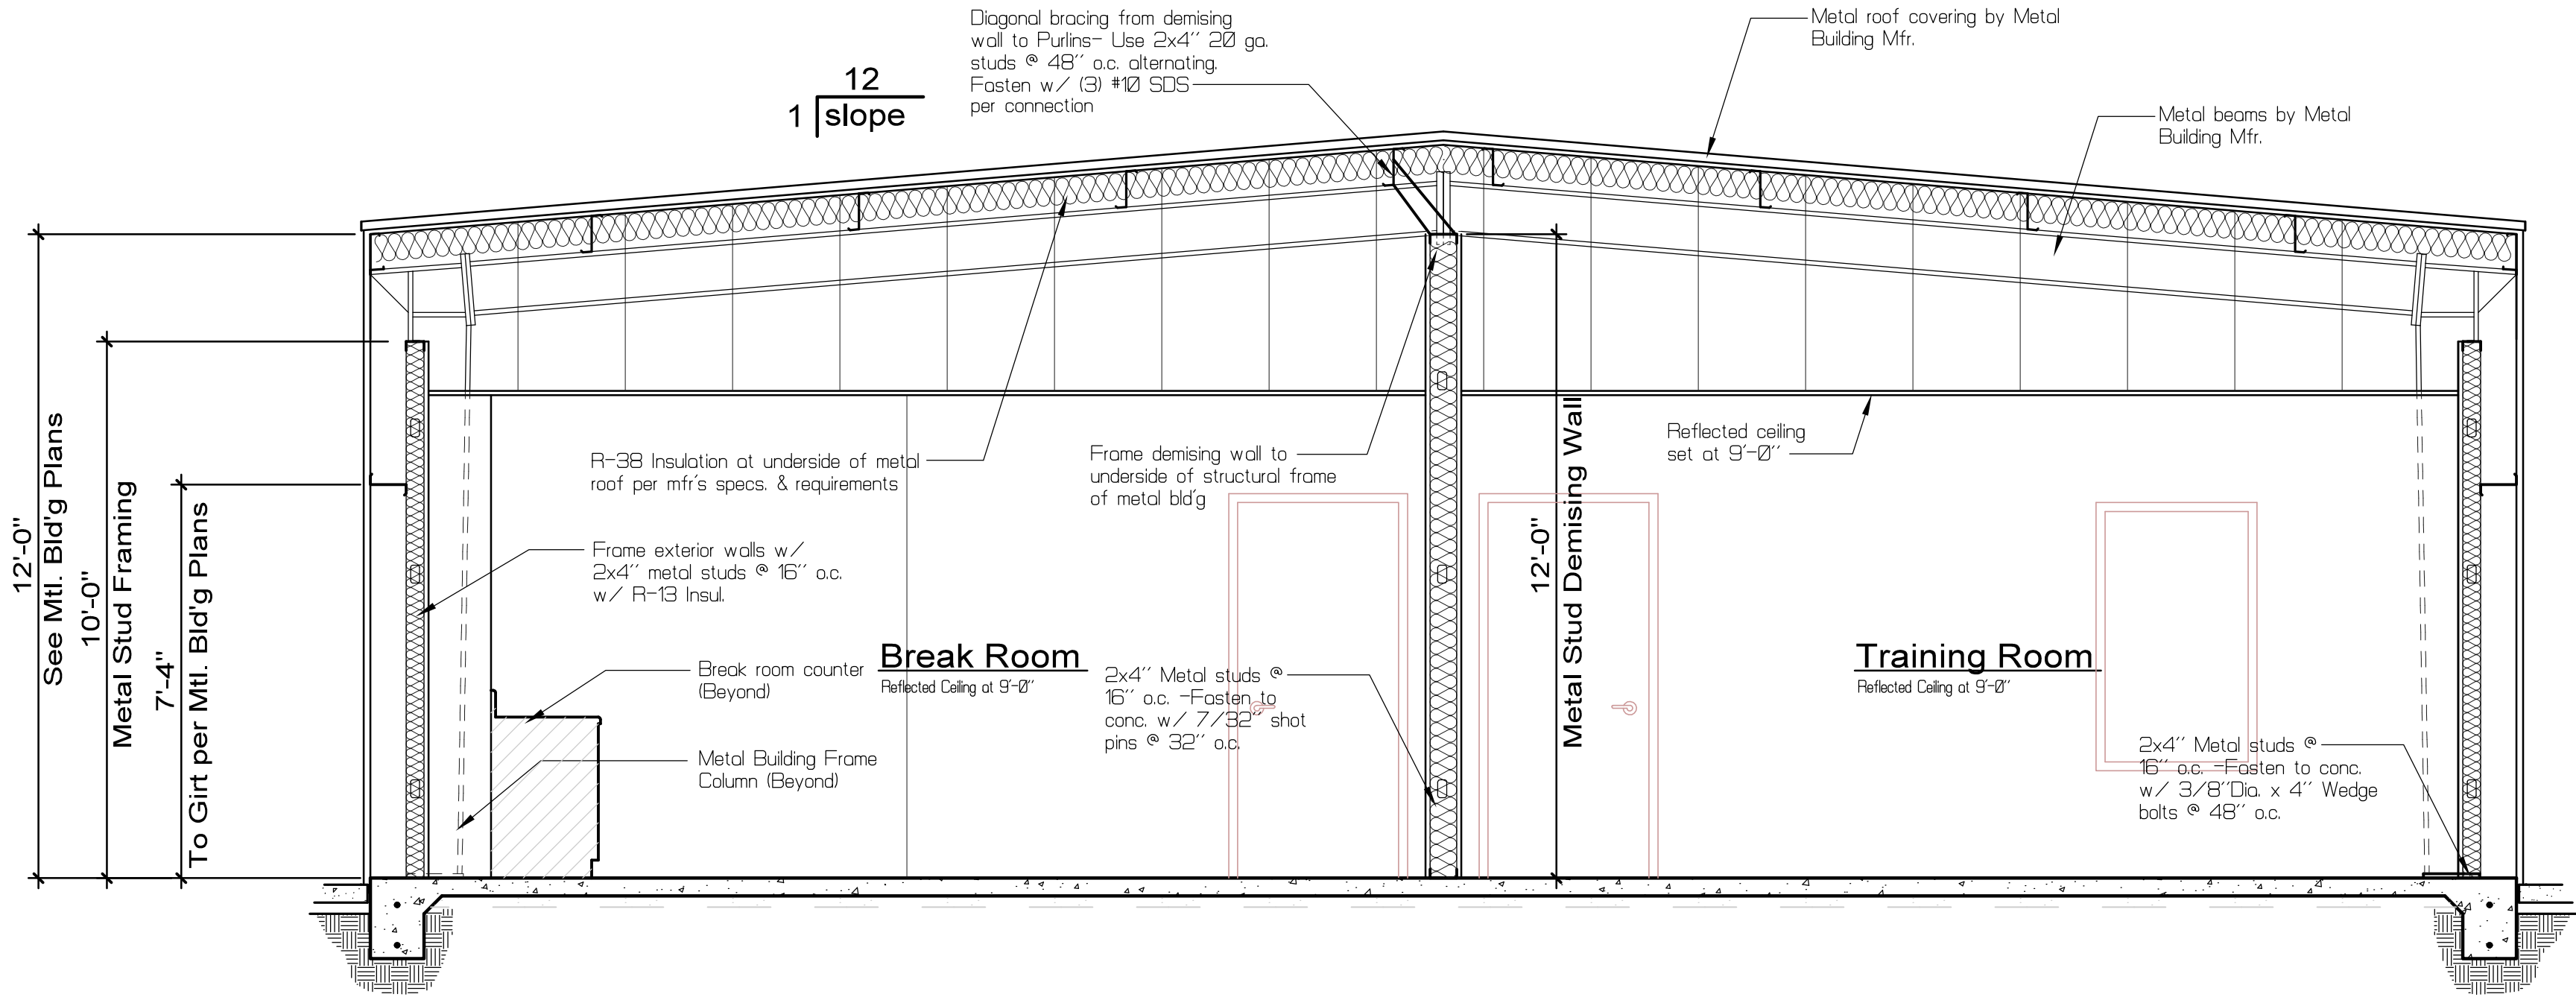 Diagonal bracing from demising
wall to Purlins- Use 2x4'' 20 ga.
studs @ 48'' o.c. alternating.
Fasten w/ (3) #10 SDS
per connection
Metal roof covering by Metal
Building Mfr.
12
1 slope
Metal beams by Metal
Building Mfr.
12'-0"
See Mtl. Bld'g Plans
10'-0"
Metal Stud Framing
7'-4"
To Girt per Mtl. Bld'g Plans
R-38 Insulation at underside of metal
roof per mfr's specs. & requirements
Frame demising wall to
underside of structural frame
of metal bld'g
Reflected ceiling
set at 9'-0''
Frame exterior walls w/
2x4'' metal studs @ 16'' o.c.
w/ R-13 Insul.
12'-0"
Metal Stud Demising Wall
Break room counter
(Beyond)
Break Room
Reflected Ceiling at 9'-0''
2x4'' Metal studs @
16'' o.c. -Fasten to
conc. w/ 7/32'' shot
pins @ 32'' o.c.
Training Room
Reflected Ceiling at 9'-0''
Metal Building Frame
Column (Beyond)
2x4'' Metal studs @
16'' o.c. -Fasten to conc.
w/ 3/8''Dia. x 4'' Wedge
bolts @ 48'' o.c.